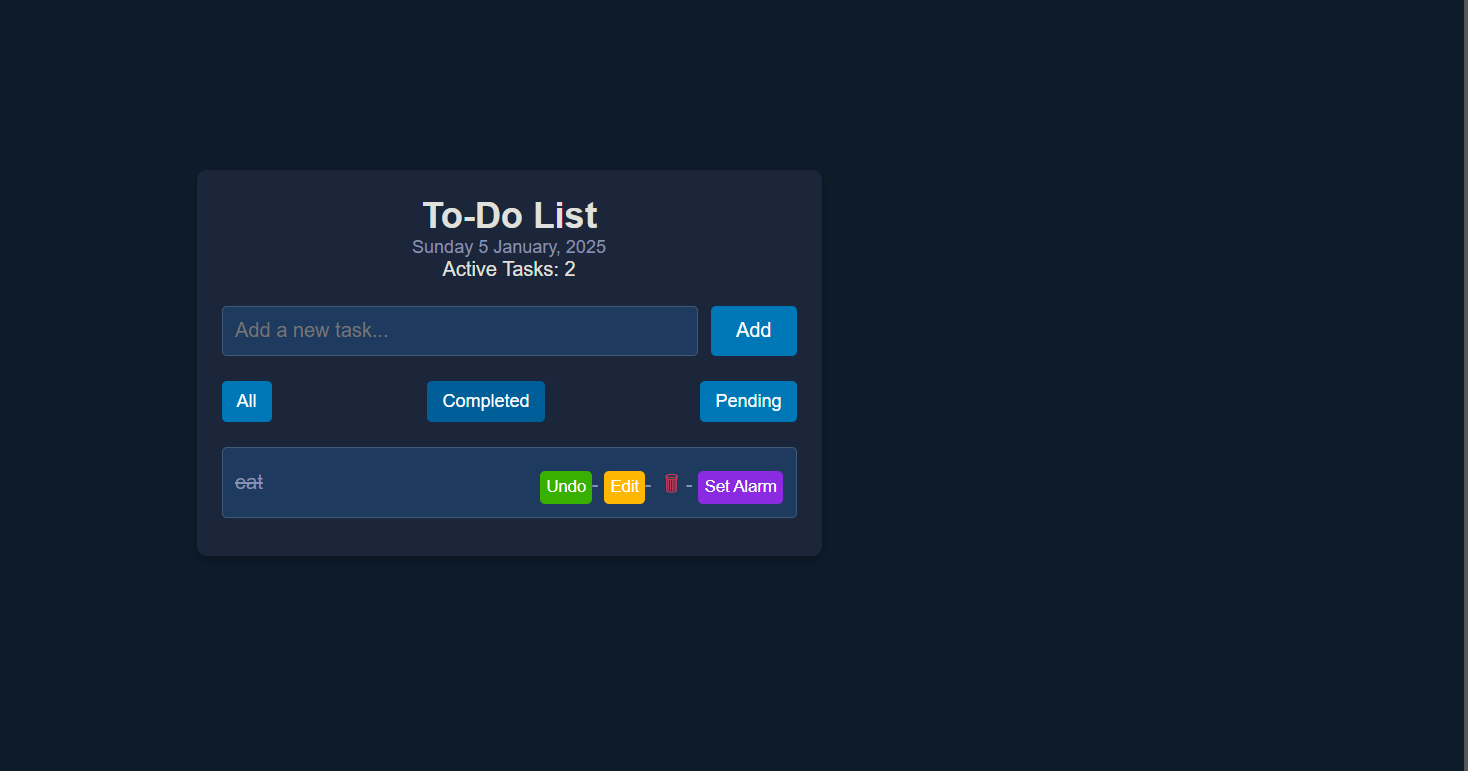 To-Do List
Sunday 5 January, 2025
Active Tasks: 2
Add a new task... Add
All Completed Pending
eat Undo - Edit - - Set Alarm